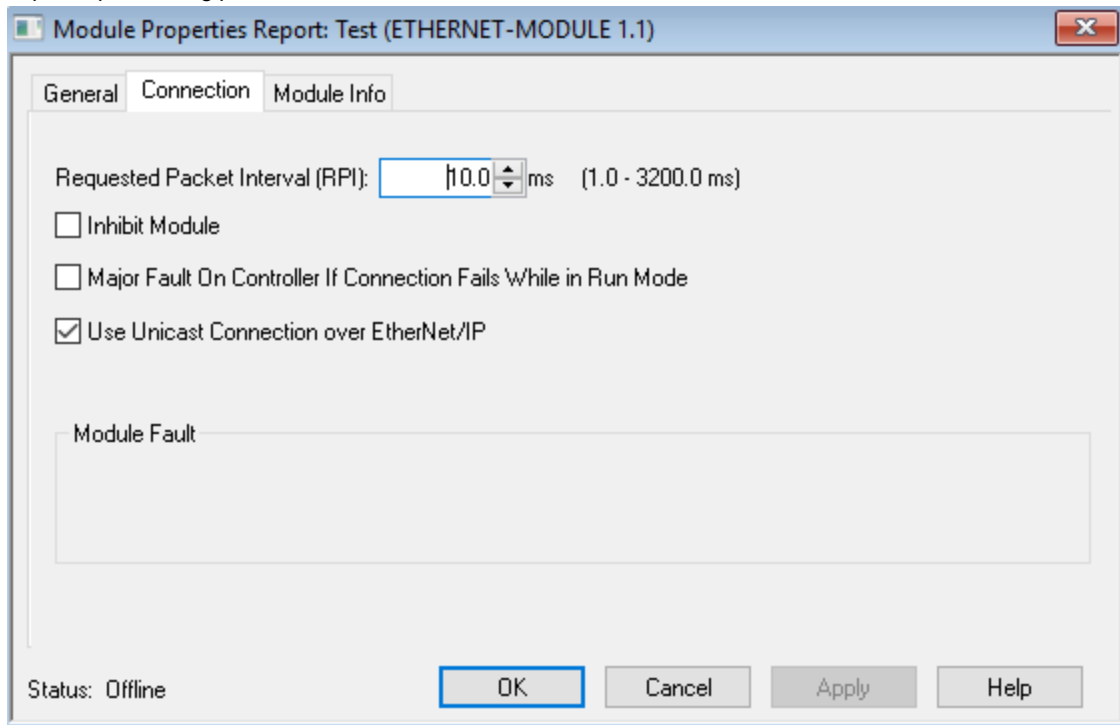 Module Properties Report: Test (ETHERNET-MODULE 1.1)
General Connection Module Info
Requested Packet Interval (RPI): 10.0 ms (1.0 - 3200.0 ms)
Inhibit Module
Major Fault On Controller If Connection Fails While in Run Mode
Use Unicast Connection over EtherNet/IP
Module Fault
Status: Offline OK Cancel Apply Help